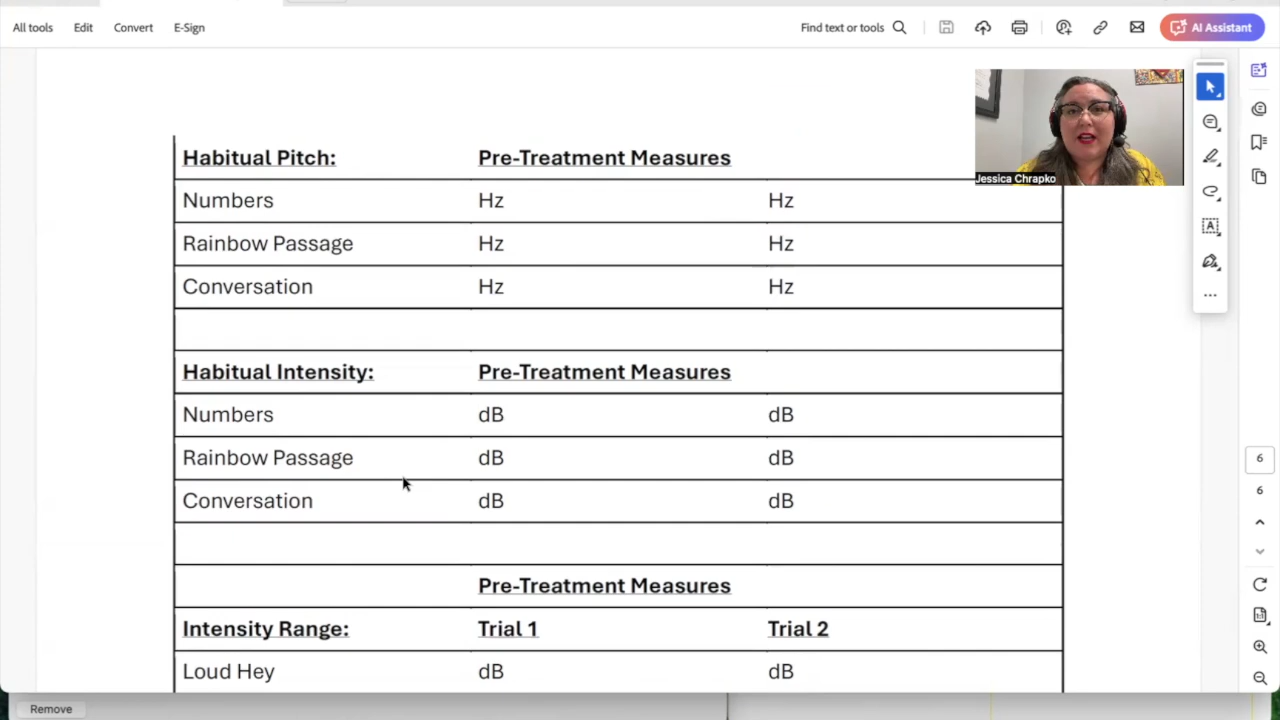 All tools Edit Convert E-Sign Find text or tools AI Assistant
Jessica Chrapko
Habitual Pitch: Pre-Treatment Measures
Numbers Hz Hz
Rainbow Passage Hz Hz
Conversation Hz Hz
Habitual Intensity: Pre-Treatment Measures
Numbers dB dB
Rainbow Passage dB dB
Conversation dB dB
Pre-Treatment Measures
Intensity Range: Trial 1 Trial 2
Loud Hey dB dB
6
6
Remove